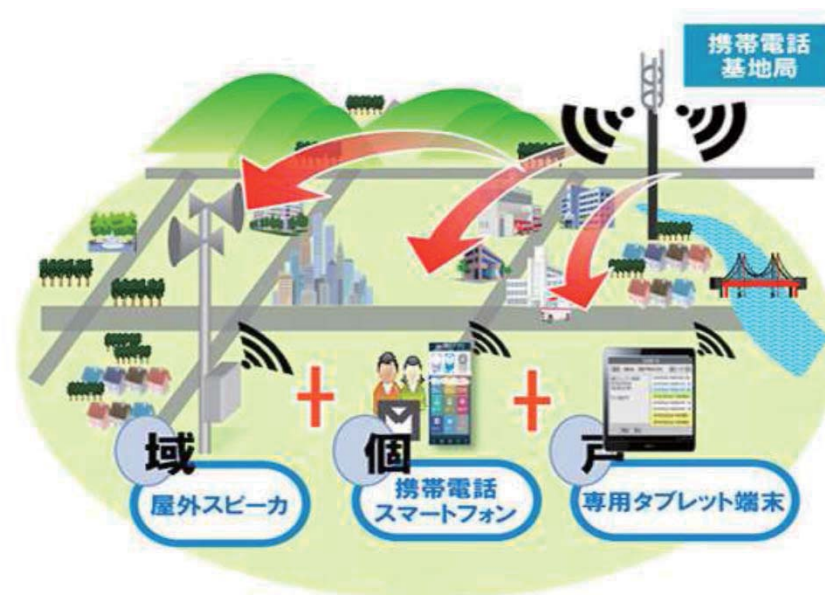 携帯電話
基地局
域
屋外スピーカ
個
携帯電話
スマートフォン
戸
専用タブレット端末